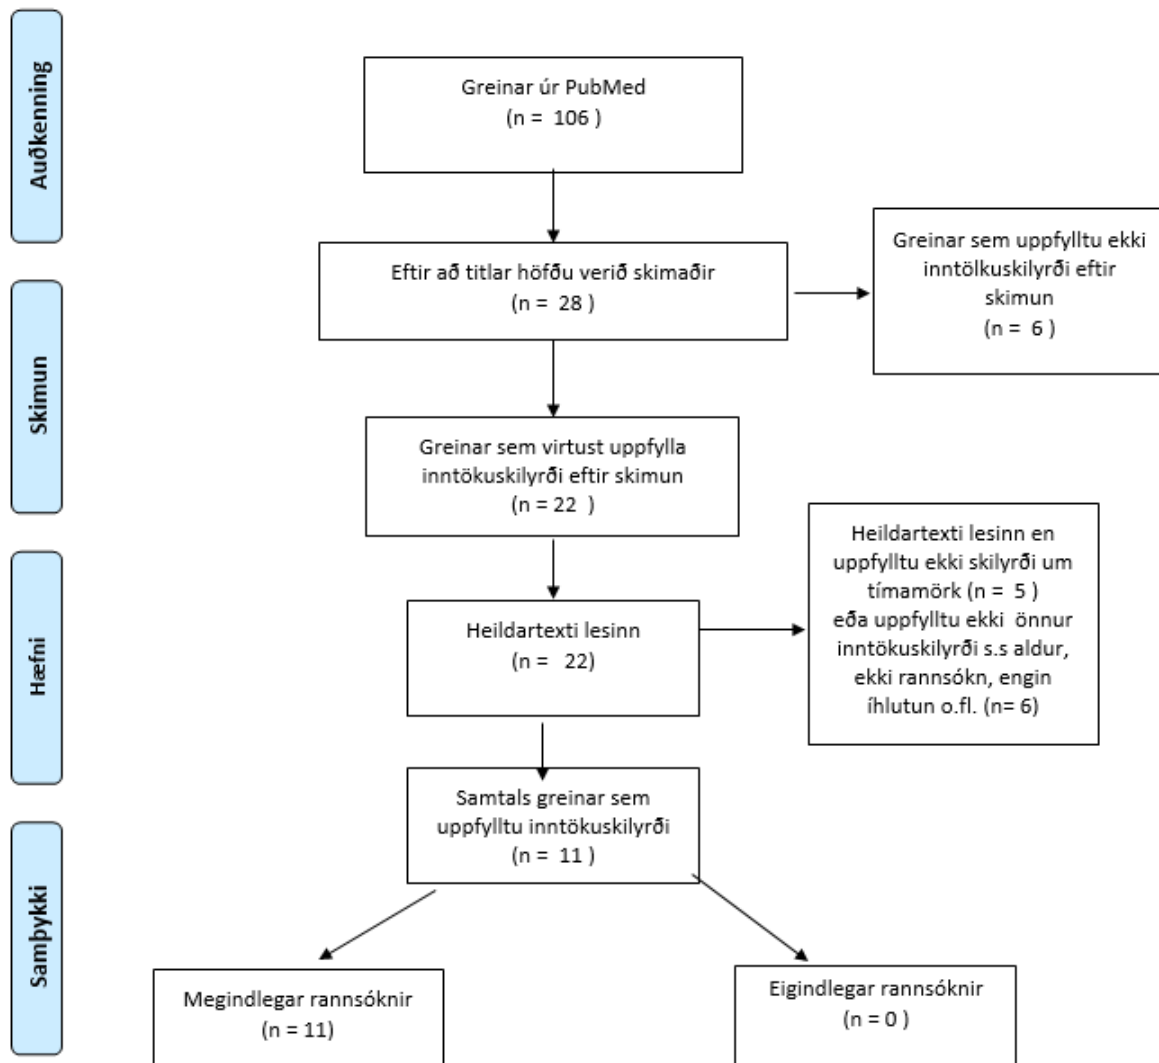 Auðkenning
Greinar úr PubMed
(n = 106 )
Eftir að titlar höfðu verið skimaðir
(n = 28 )
Greinar sem uppfylltu ekki
inntölkuskilyrði eftir
skimun
(n = 6 )
Skimun
Greinar sem virtust uppfylla
inntökuskilyrði eftir skimun
(n = 22 )
Hæfni
Heildartexti lesinn
(n = 22)
Heildartexti lesinn en
uppfylltu ekki skilyrði um
tímamörk (n = 5 )
eða uppfylltu ekki önnur
inntökuskilyrði s.s aldur,
ekki rannsókn, engin
íhlutun o.fl. (n= 6)
Samtals greinar sem
uppfylltu inntökuskilyrði
(n = 11 )
Samþykki
Megindlegar rannsóknir
(n = 11)
Eigindlegar rannsóknir
(n = 0 )